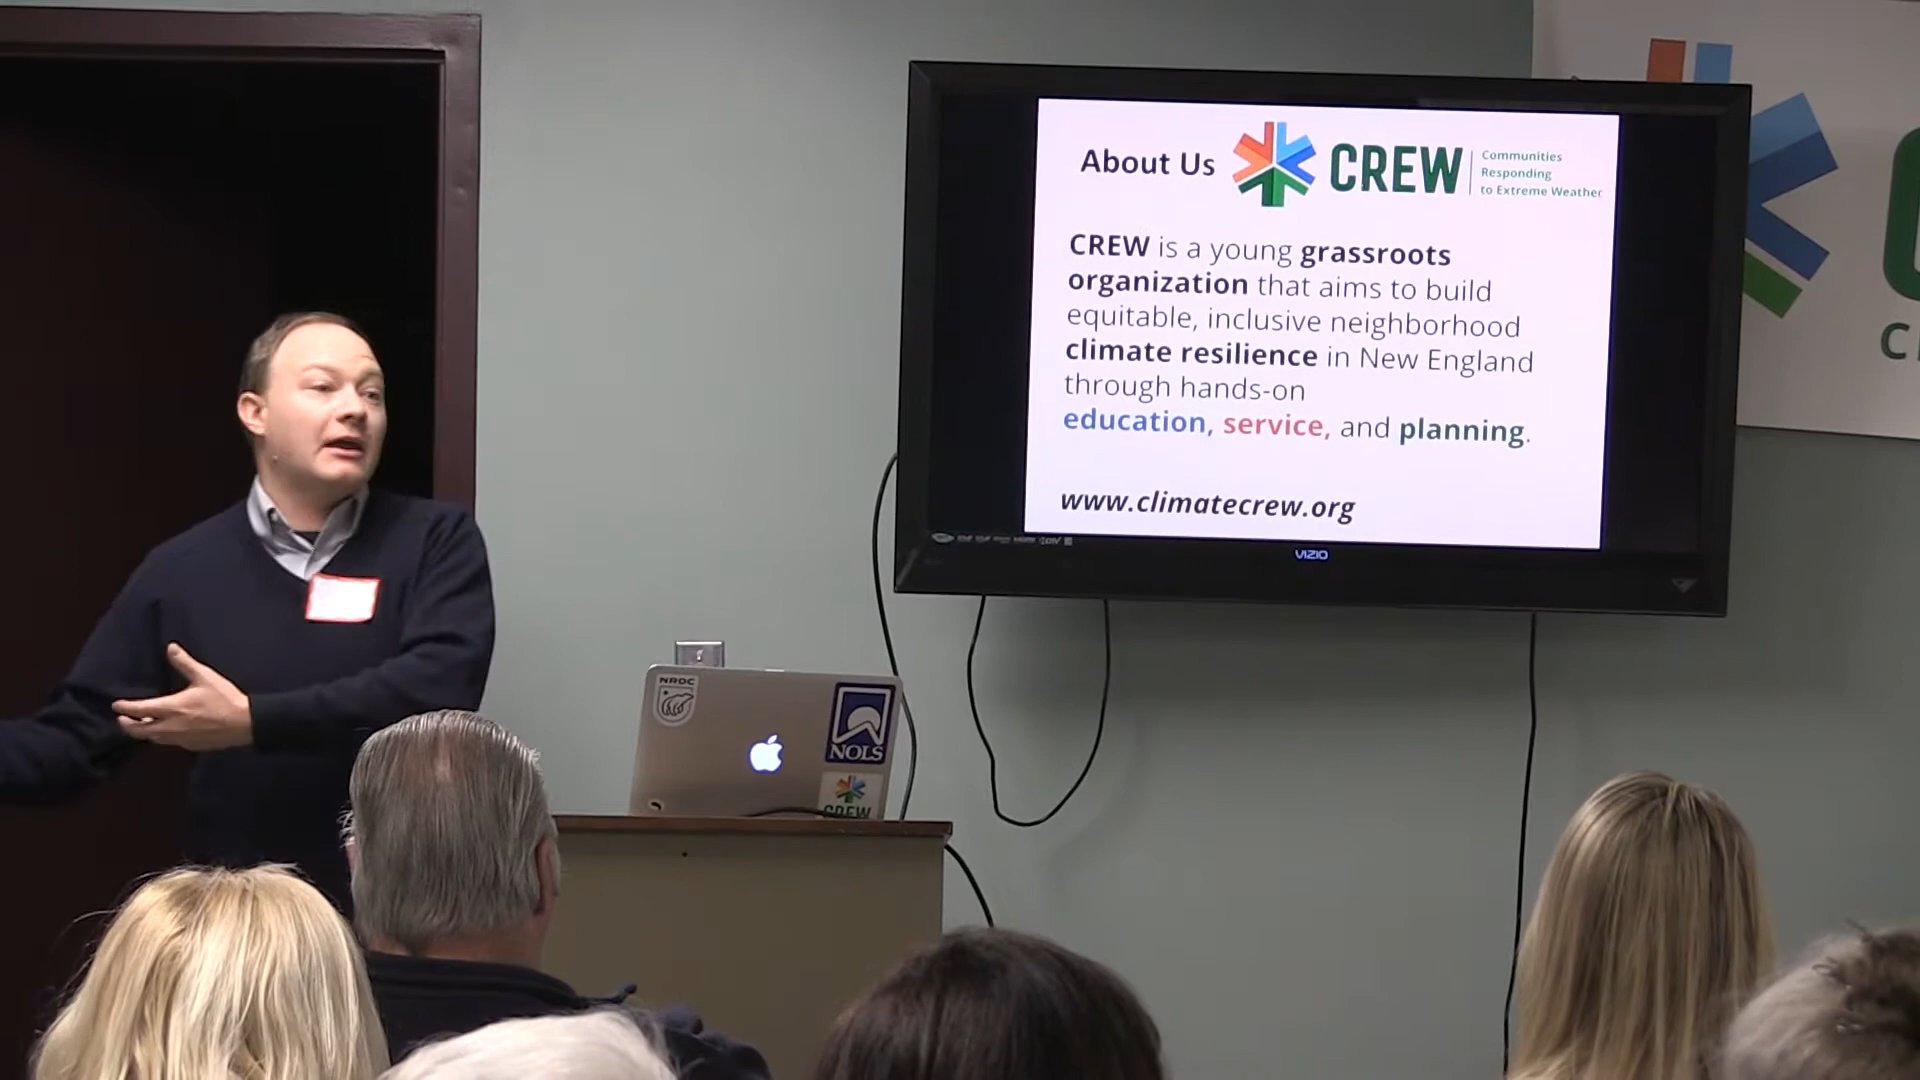 About Us
CREW
Communities
Responding
to Extreme Weather
CREW is a young grassroots
organization that aims to build
equitable, inclusive neighborhood
climate resilience in New England
through hands-on
education, service, and planning.
www.climatecrew.org
VIZIO
NRDC
NOLS
CREW